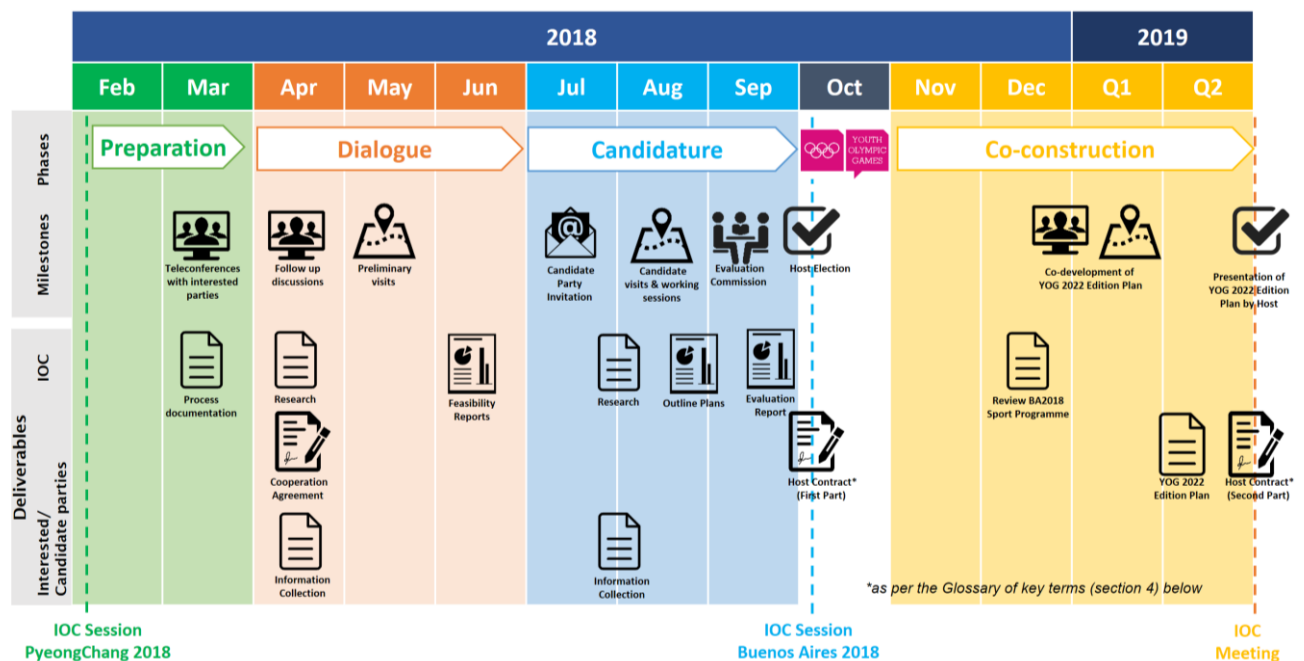 2018
2019
Feb
Mar
Apr
May
Jun
Jul
Aug
Sep
Oct
Nov
Dec
Q1
Q2
Phases
Preparation
Dialogue
Candidature
YOUTH
OLYMPIC
GAMES
Co-construction
Milestones
Teleconferences
with interested
parties
Follow up
discussions
Preliminary
visits
@
Candidate
Party
Invitation
Candidate
visits & working
sessions
Evaluation
Commission
Host Election
Co-development of
YOG 2022 Edition Plan
Presentation of
YOG 2022 Edition
Plan by Host
Deliverables
IOC
Process
documentation
Research
Feasibility
Reports
Research
Outline Plans
Evaluation
Report
Review BA2018
Sport Programme
Interested/
Candidate parties
Cooperation
Agreement
Host Contract*
(First Part)
YOG 2022
Edition Plan
Host Contract*
(Second Part)
Information
Collection
Information
Collection
*as per the Glossary of key terms (section 4) below
IOC Session
PyeongChang 2018
IOC Session
Buenos Aires 2018
IOC
Meeting